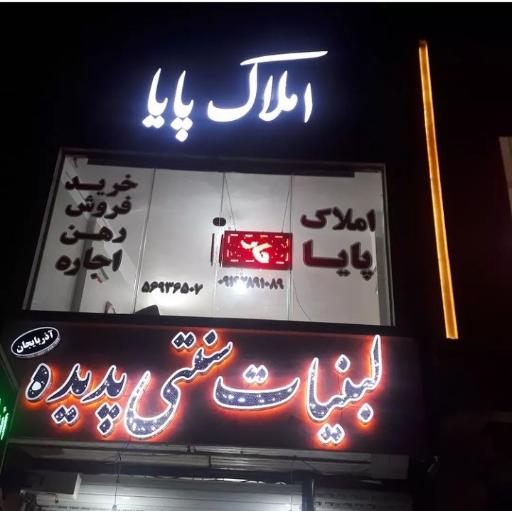 املاک پایا
املاک
پایا
خرید
فروش
رهن
اجاره
۵۶۹۳۶۵۰۷
لبنیات سنتی پدیده
آذربایجان